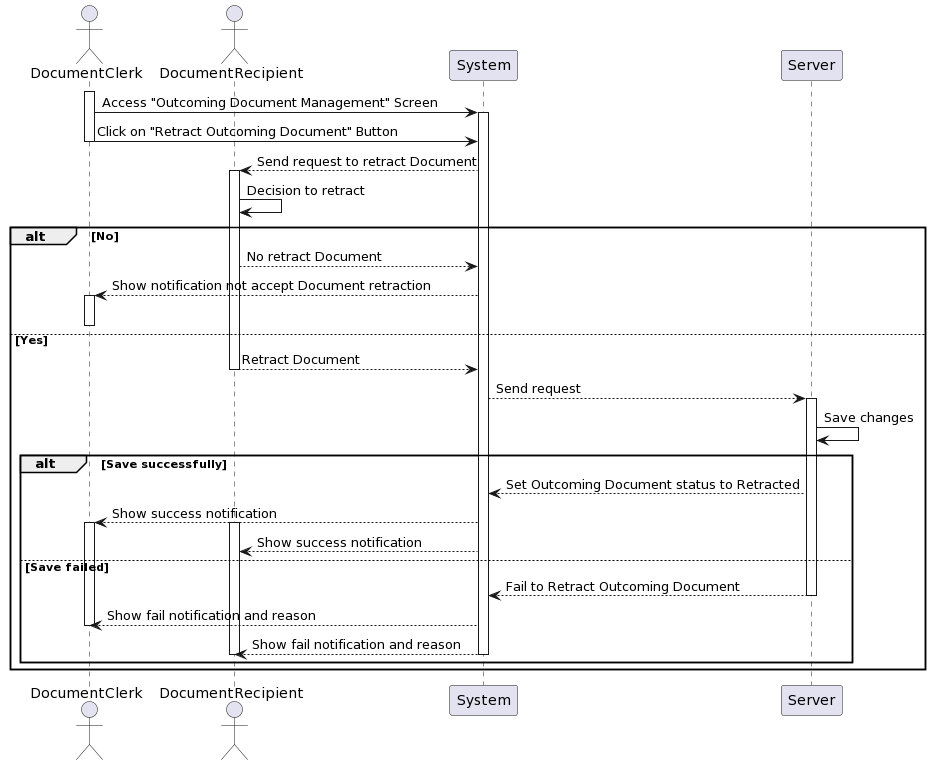 DocumentClerk
DocumentRecipient
System
Server
Access "Outcoming Document Management" Screen
Click on "Retract Outcoming Document" Button
Send request to retract Document
Decision to retract
alt
[No]
No retract Document
Show notification not accept Document retraction
[Yes]
Retract Document
Send request
Save changes
alt
[Save successfully]
Set Outcoming Document status to Retracted
Show success notification
Show success notification
[Save failed]
Fail to Retract Outcoming Document
Show fail notification and reason
Show fail notification and reason
DocumentClerk
DocumentRecipient
System
Server